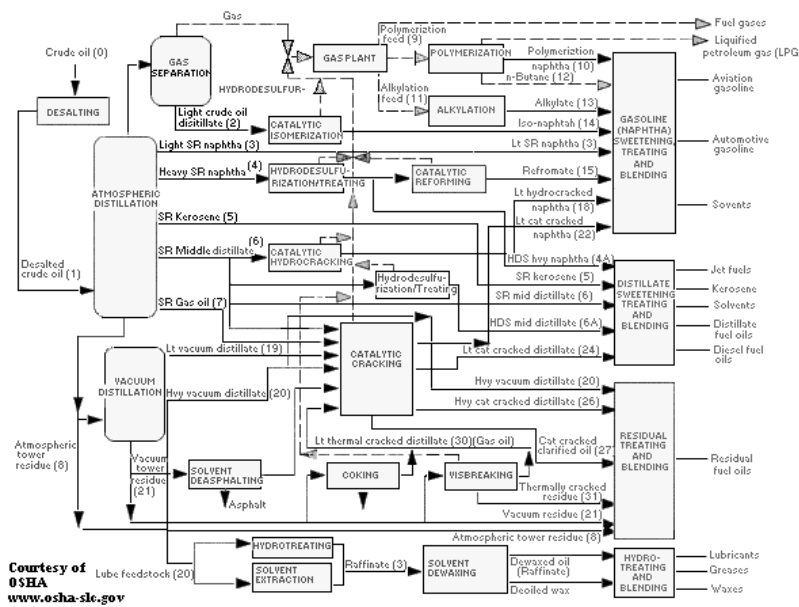 Gas
Crude oil (0)
DESALTING
GAS
SEPARATION
HYDRODESULFUR-
GAS PLANT
Polymerization
feed (9)
POLYMERIZATION
Alkylation
feed (11)
ALKYLATION
Polymeriztion
naphtha (10)
n-Butane (12)
Fuel gases
Liquified
petroleum gas (LPG
Aviation
gasoline
Automotive
gasoline
Sovents
GASOLINE
(NAPHTHA)
SWEETENING,
TREATING
AND
BLENDING
Alkylate (13)
Iso-naphtah (14)
Lt SR naphtha (3)
Refromate (15)
Lt hydrocracked
naphtha (18)
Lt cat cracked
naphtha (22)
Light crude oil
disitillate (2)
CATALYTIC
ISOMERIZATION
Light SR naphtha (3)
Heavy SR naphtha (4)
HYDRODESULFU-
RIZATION/TREATING
CATALYTIC
REFORMING
ATMOSPHERIC
DISTILLATION
SR Kerosene (5)
SR Middle distillate (6)
CATALYTIC
HYDROCRACKING
Hydrodesulfu-
rization/Treating
Desalted
crude oil (1)
SR Gas oil (7)
HDS hvy naphtha (4A)
SR kerosene (5)
SR mid distillate (6)
HDS mid distillate (6A)
Lt cat cracked distillate (24)
DISTILLATE
SWEETENING
TREATING
AND
BLENDING
Jet fuels
Kerosene
Solvents
Distillate
fuel oils
Diesel fuel
oils
Lt vacuum distillate (19)
CATALYTIC
CRACKING
VACUUM
DISTILLATION
Hvy vacuum distillate (20)
Hvy vacuum distillate (20)
Hvy cat cracked distillate (26)
Lt thermal cracked distillate (30)(Gas oil)
Cat cracked
clarified oil (27)
RESIDUAL
TREATING
AND
BLENDING
Residual
fuel oils
Atmospheric
tower
residue (8)
Vacuum
tower
residue
(21)
SOLVENT
DEASPHALTING
Asphalt
COKING
VISBREAKING
Thermally cracked
residue (31)
Vacuum residue (21)
Atmospheric tower residue (8)
HYDROTREATING
Lube feedstock (20)
SOLVENT
EXTRACTION
Raffinate (3)
SOLVENT
DEWAXING
Dewaxed oil
(Raffinate)
Deoiled wax
HYDRO-
TREATING
AND
BLENDING
Lubricants
Greases
Waxes
Courtesy of
OSHA
www.osha-slc.gov